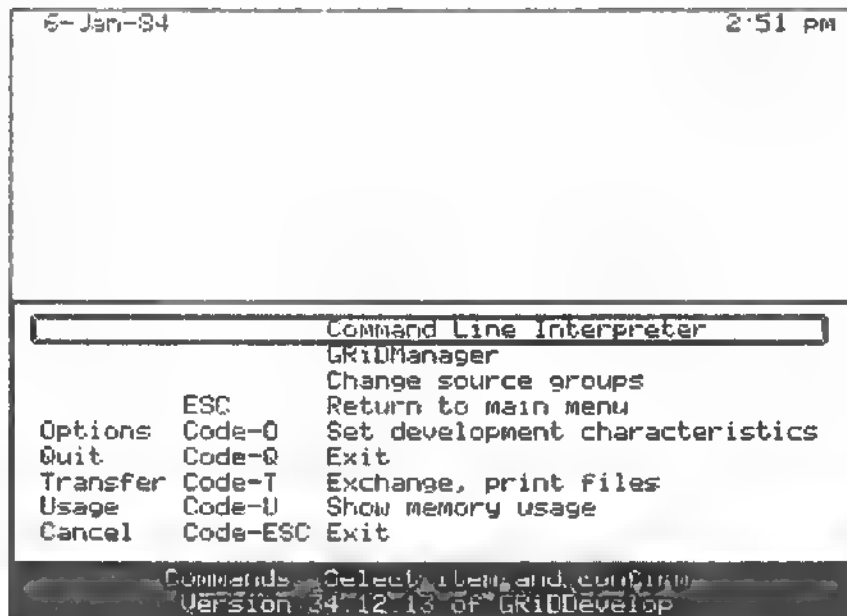 6-Jan-84 2:51 pm
Command Line Interpreter
GRiDManager
Change source groups
ESC Return to main menu
Options Code-O Set development characteristics
Quit Code-Q Exit
Transfer Code-T Exchange, print files
Usage Code-U Show memory usage
Cancel Code-ESC Exit
Commands. Select item and confirm
Version 34.12.13 of GRiDDevelop